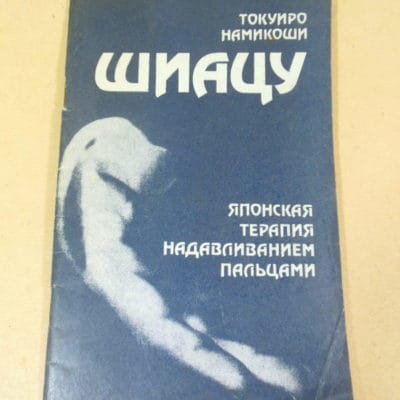 ТОКУИРО
НАМИКОШИ
ШИАЦУ
ЯПОНСКАЯ
ТЕРАПИЯ
НАДАВЛИВАНИЕМ
ПАЛЬЦАМИ